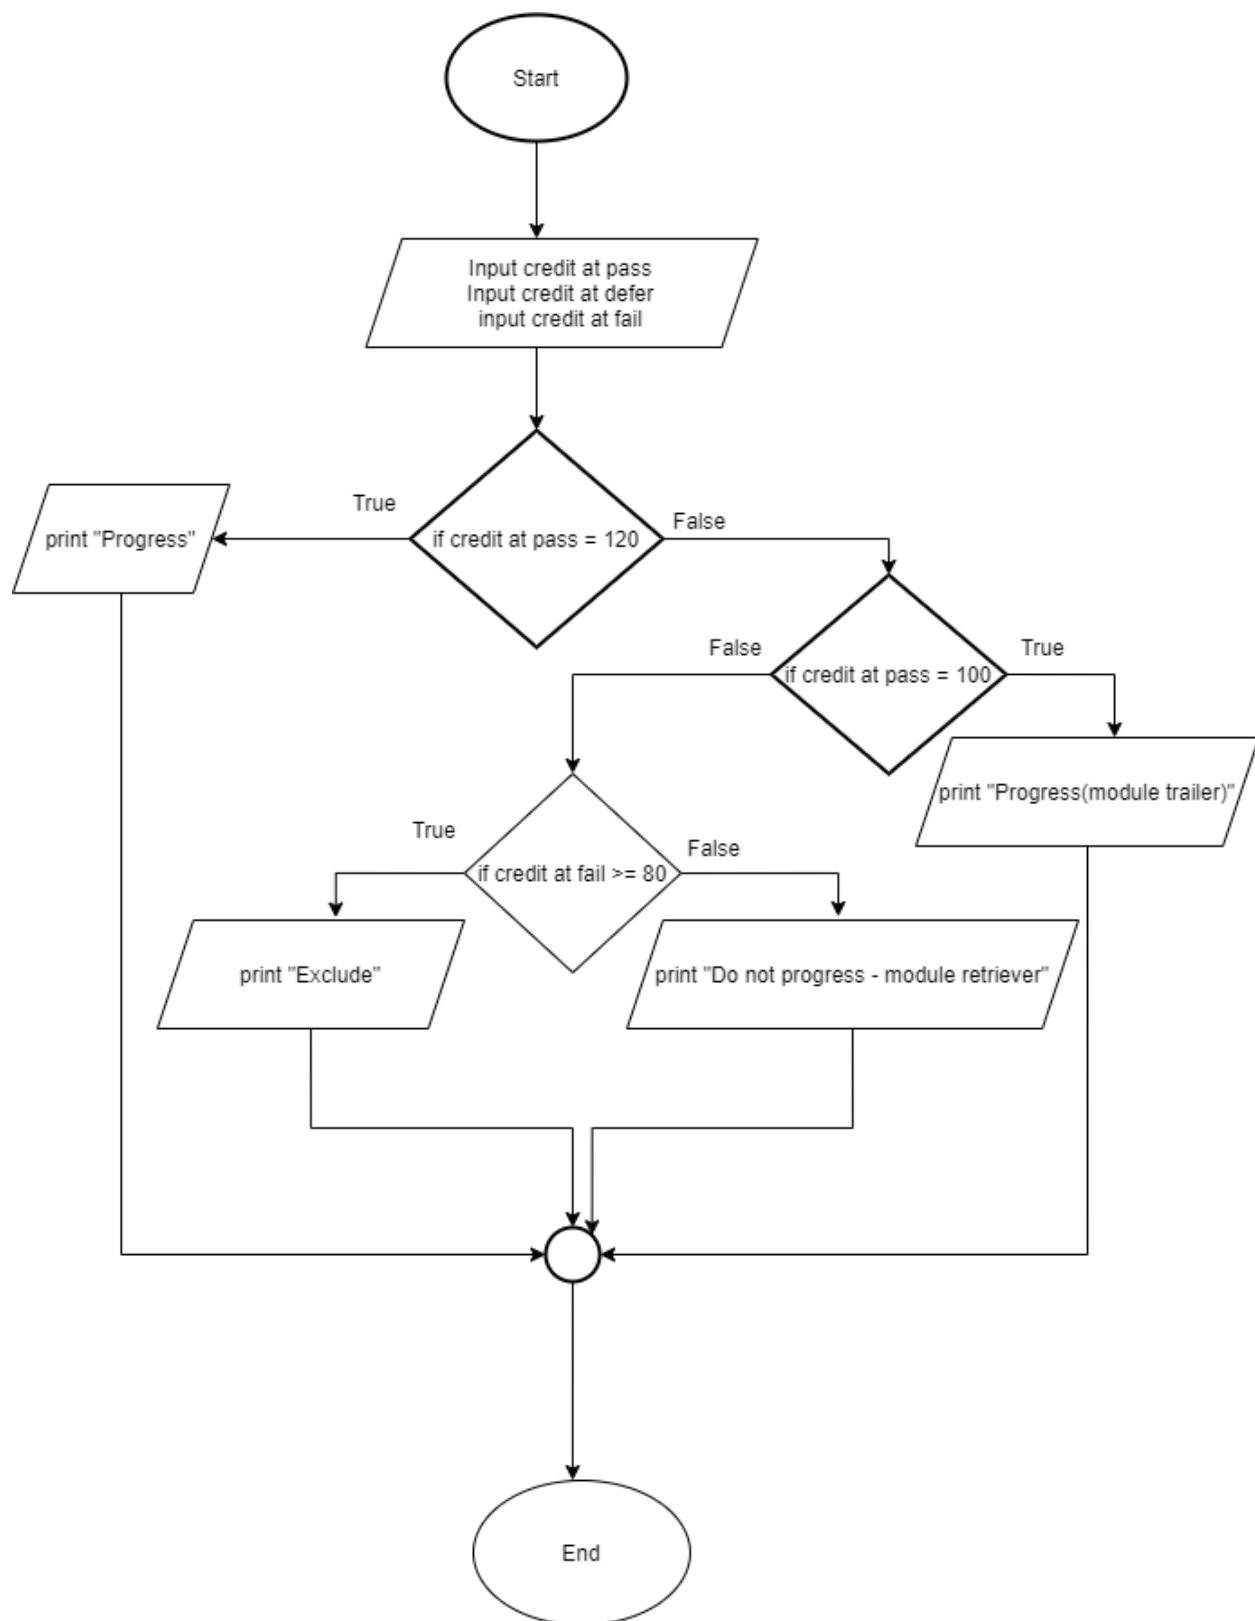 Start
Input credit at pass
Input credit at defer
input credit at fail
True
False
print "Progress"
if credit at pass = 120
False
True
if credit at pass = 100
print "Progress(module trailer)"
True
False
if credit at fail >= 80
print "Exclude"
print "Do not progress - module retriever"
End